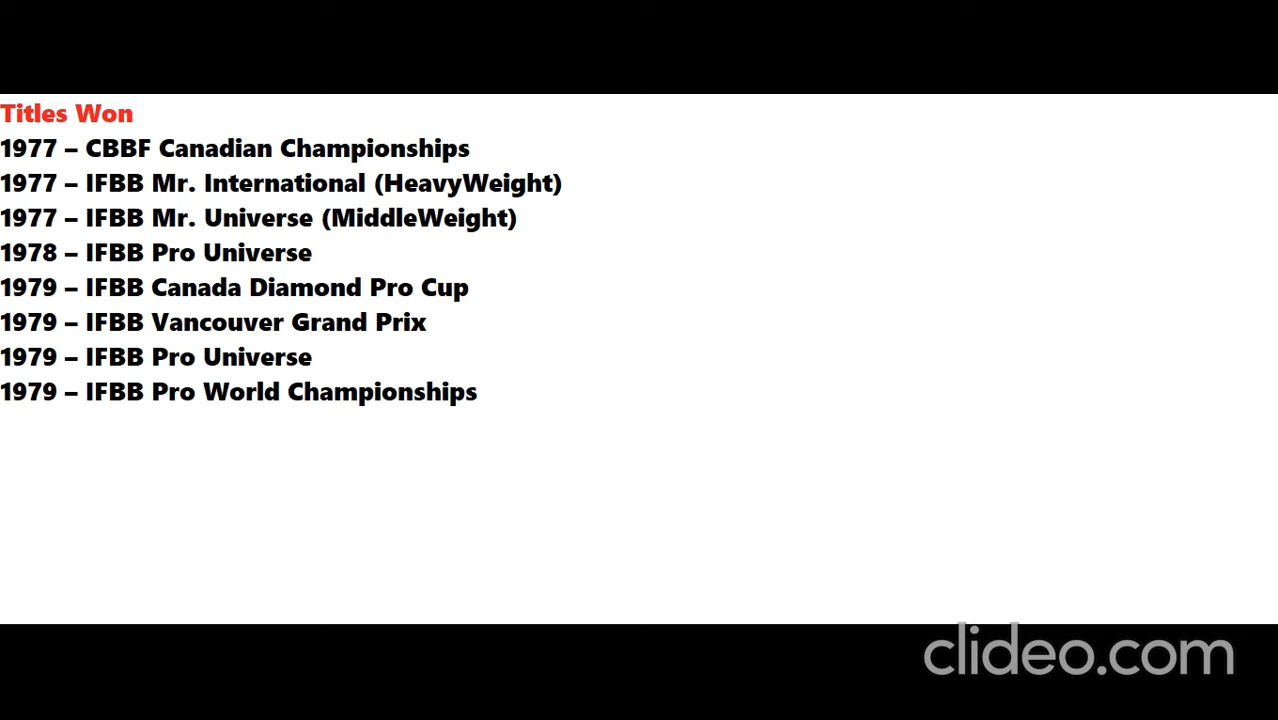 Titles Won
1977 – CBBF Canadian Championships
1977 – IFBB Mr. International (HeavyWeight)
1977 – IFBB Mr. Universe (MiddleWeight)
1978 – IFBB Pro Universe
1979 – IFBB Canada Diamond Pro Cup
1979 – IFBB Vancouver Grand Prix
1979 – IFBB Pro Universe
1979 – IFBB Pro World Championships
clideo.com